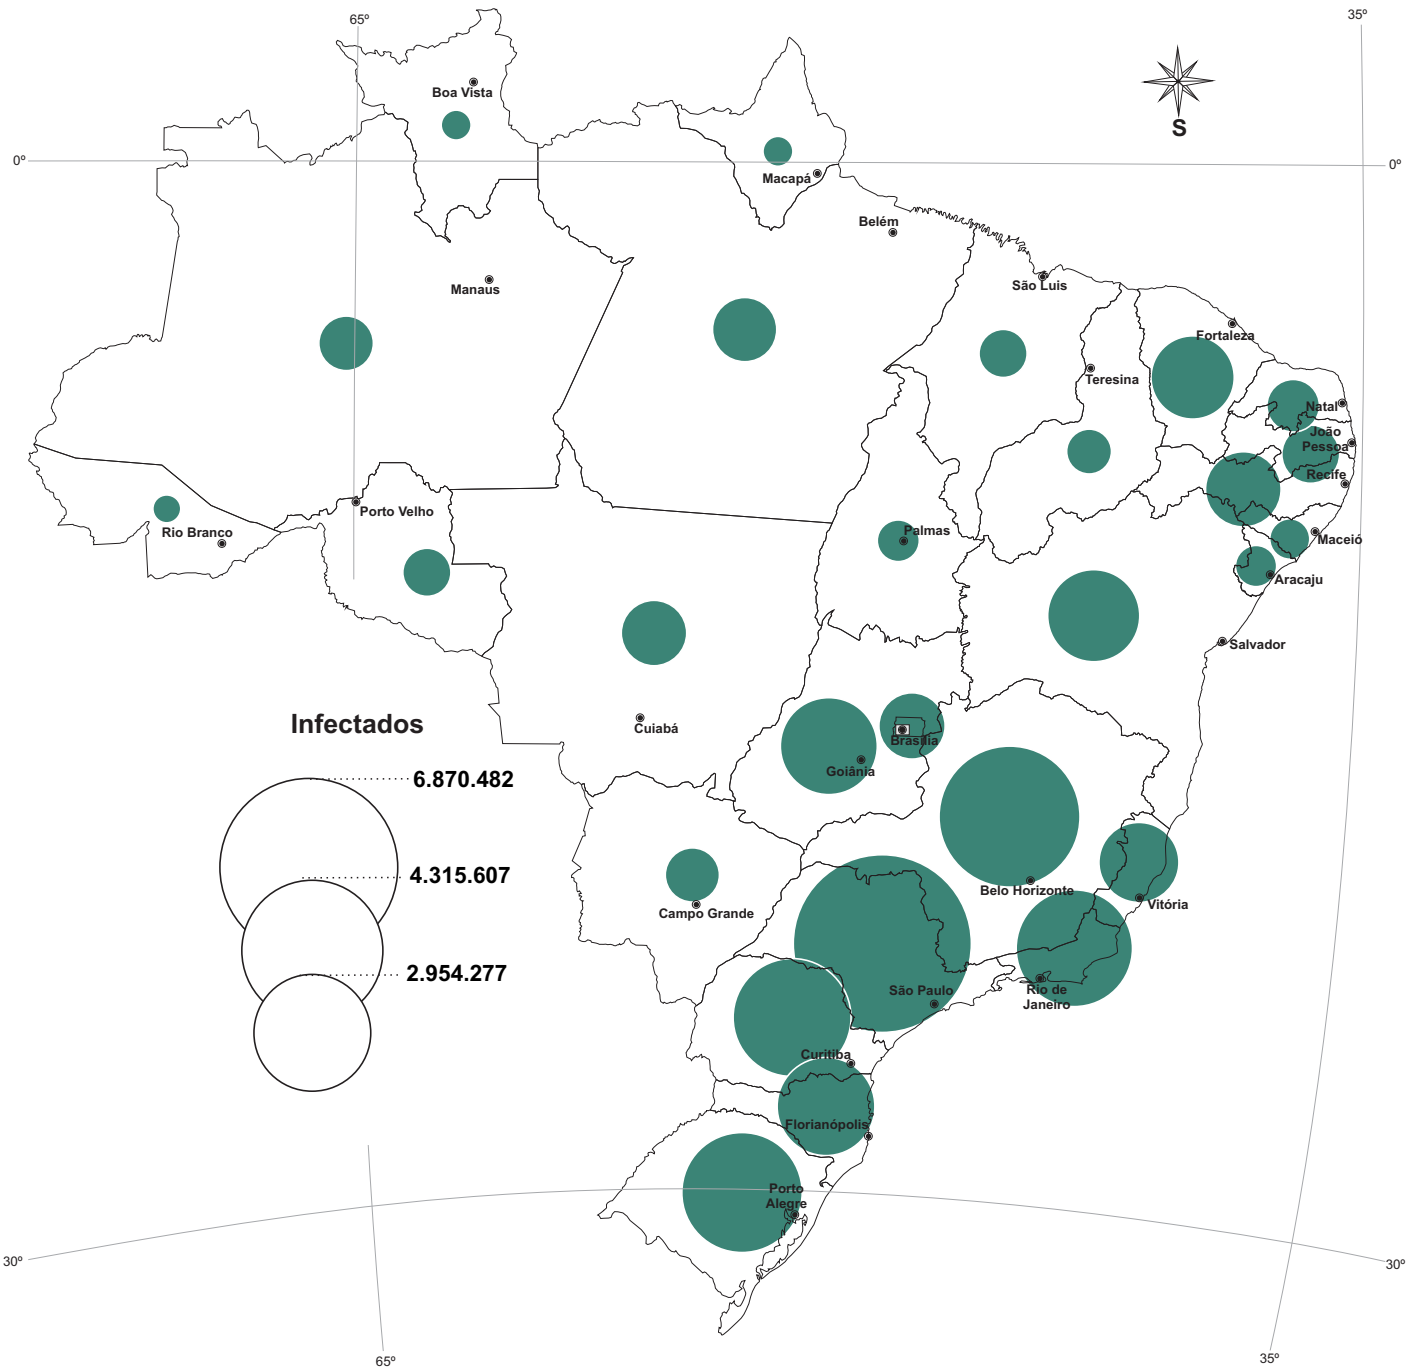 65º
35º
Boa Vista
S
0º
0º
Macapá
Belém
São Luis
Manaus
Fortaleza
Teresina
Natal
João
Pessoa
Recife
Porto Velho
Rio Branco
Palmas
Maceió
Aracaju
Salvador
Infectados
Cuiabá
Brasília
Goiânia
6.870.482
4.315.607
2.954.277
Belo Horizonte
Vitória
Campo Grande
São Paulo
Rio de
Janeiro
Curitiba
Florianópolis
Porto
Alegre
30º
30º
65º
35º